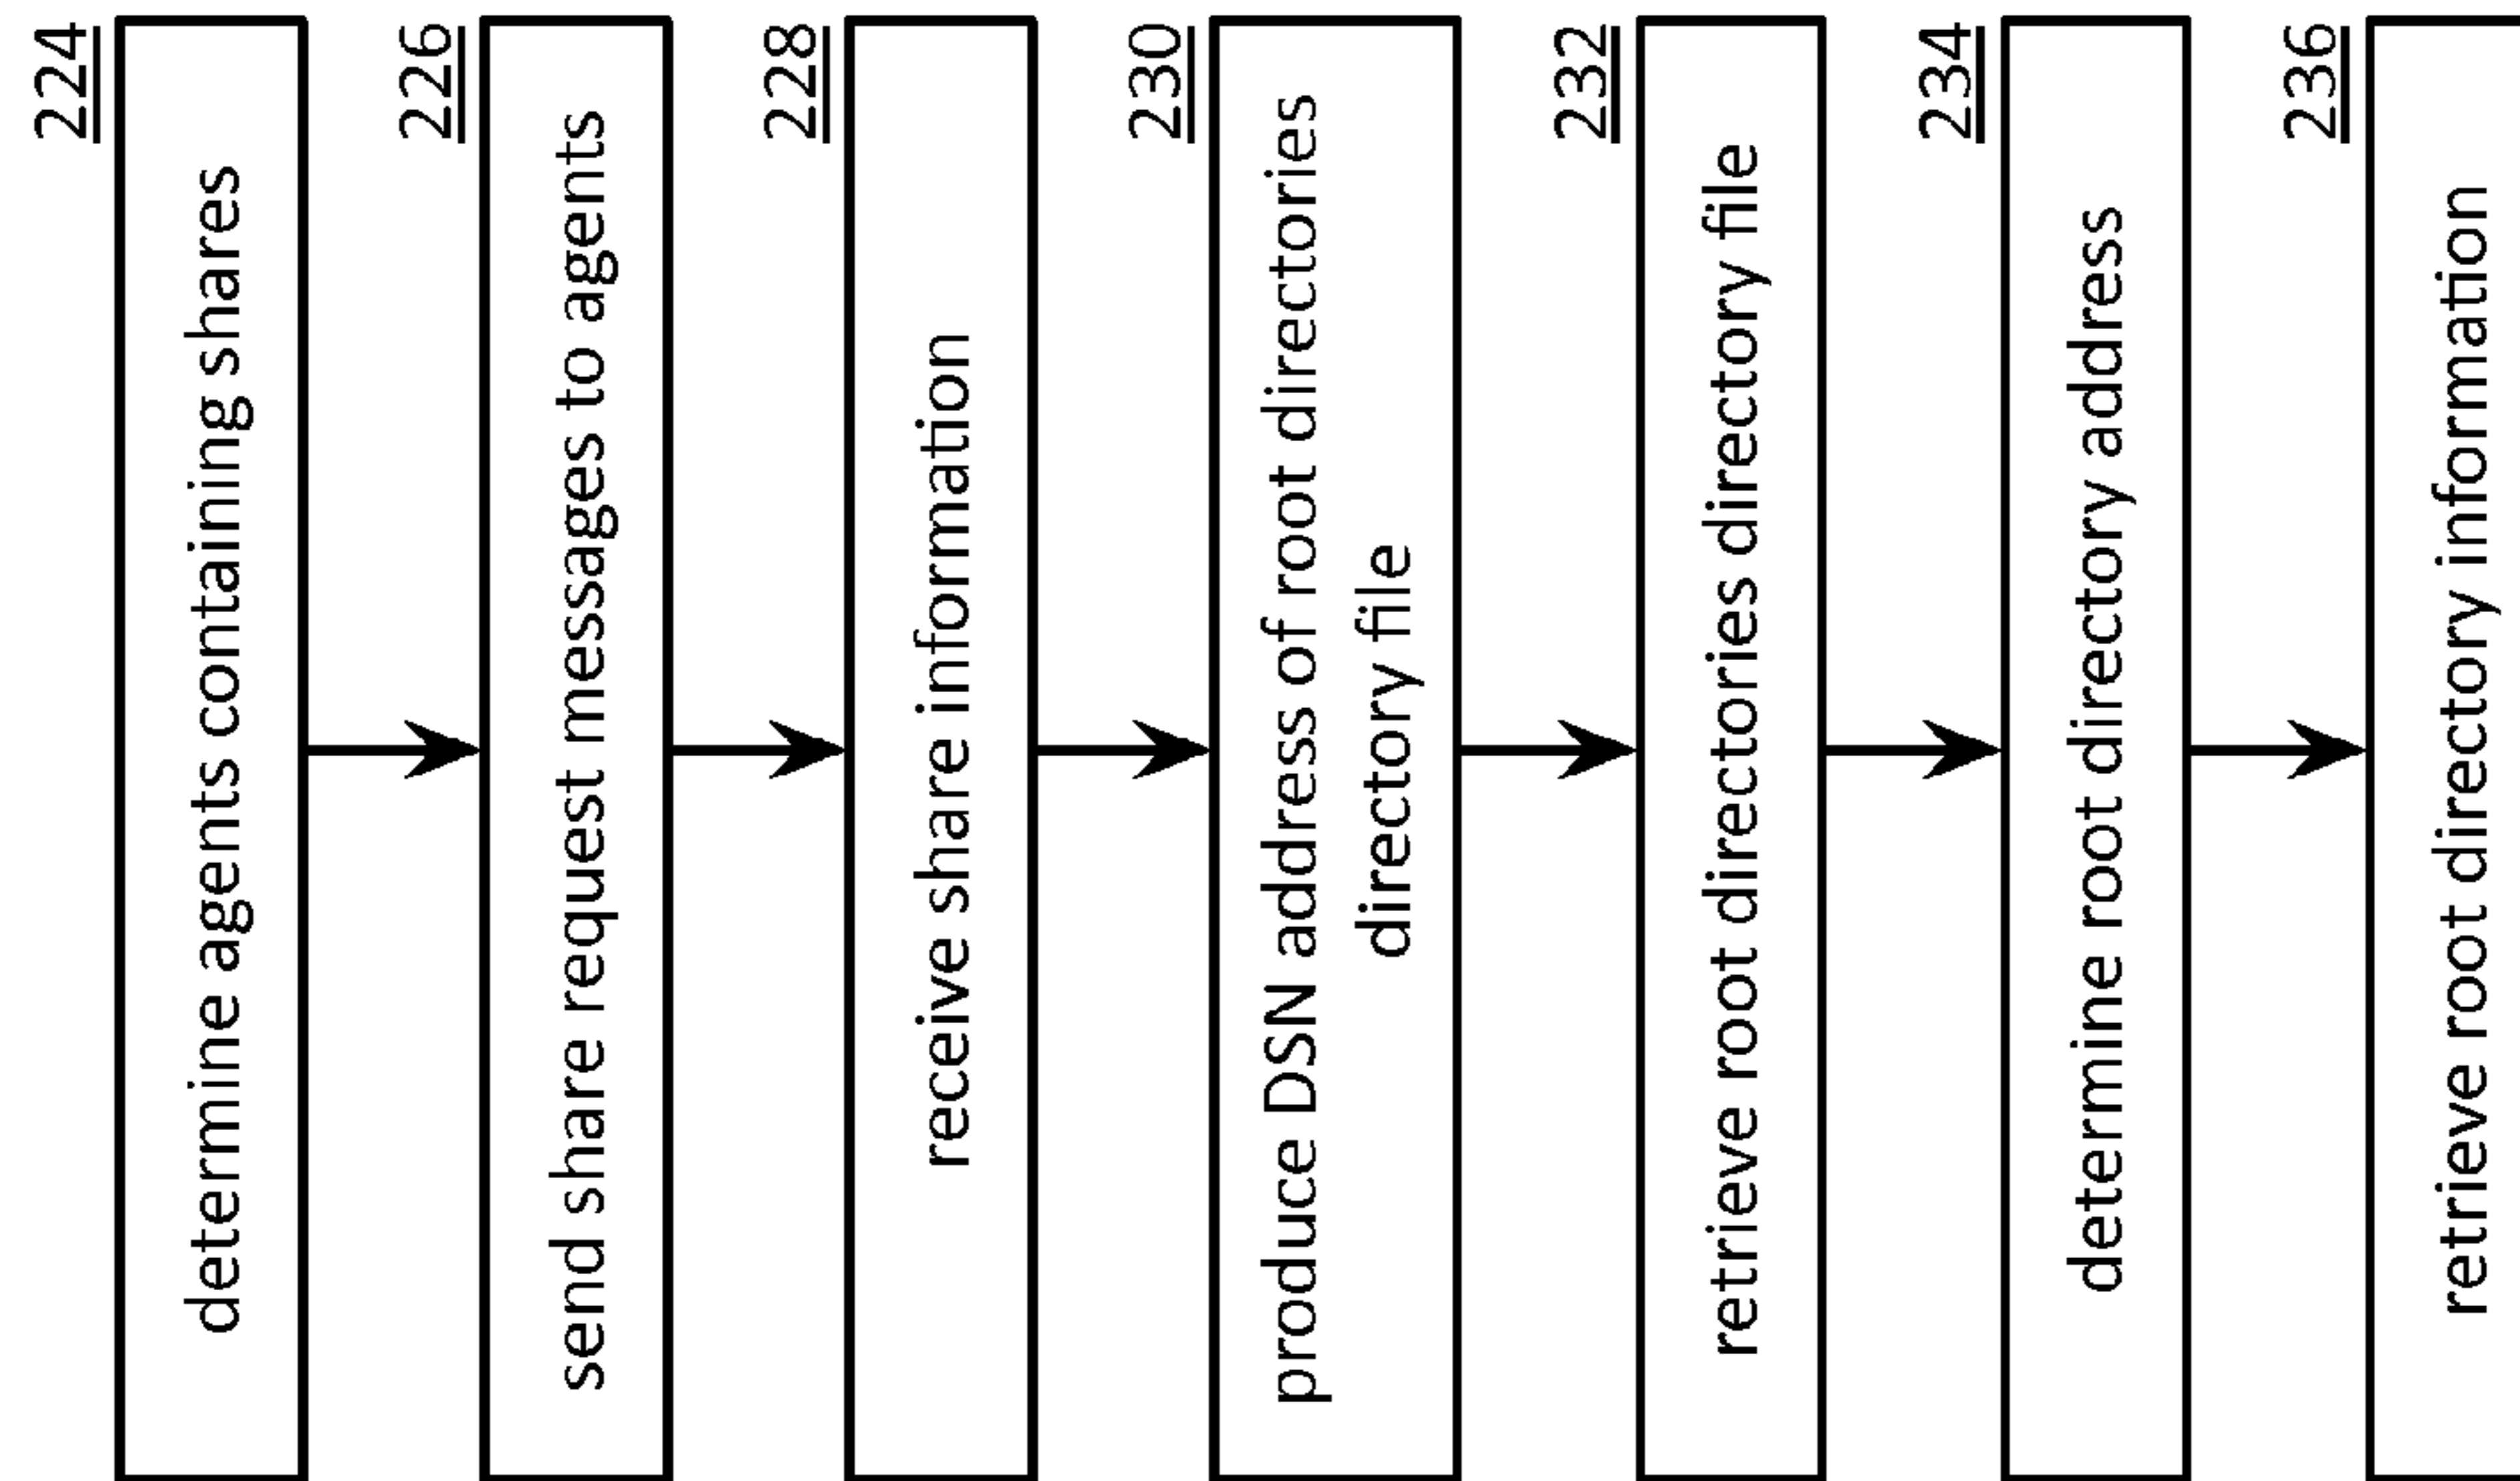 224
determine agents containing shares
226
send share request messages to agents
228
receive share information
230
produce DSN address of root directories
directory file
232
retrieve root directories directory file
234
determine root directory address
236
retrieve root directory information